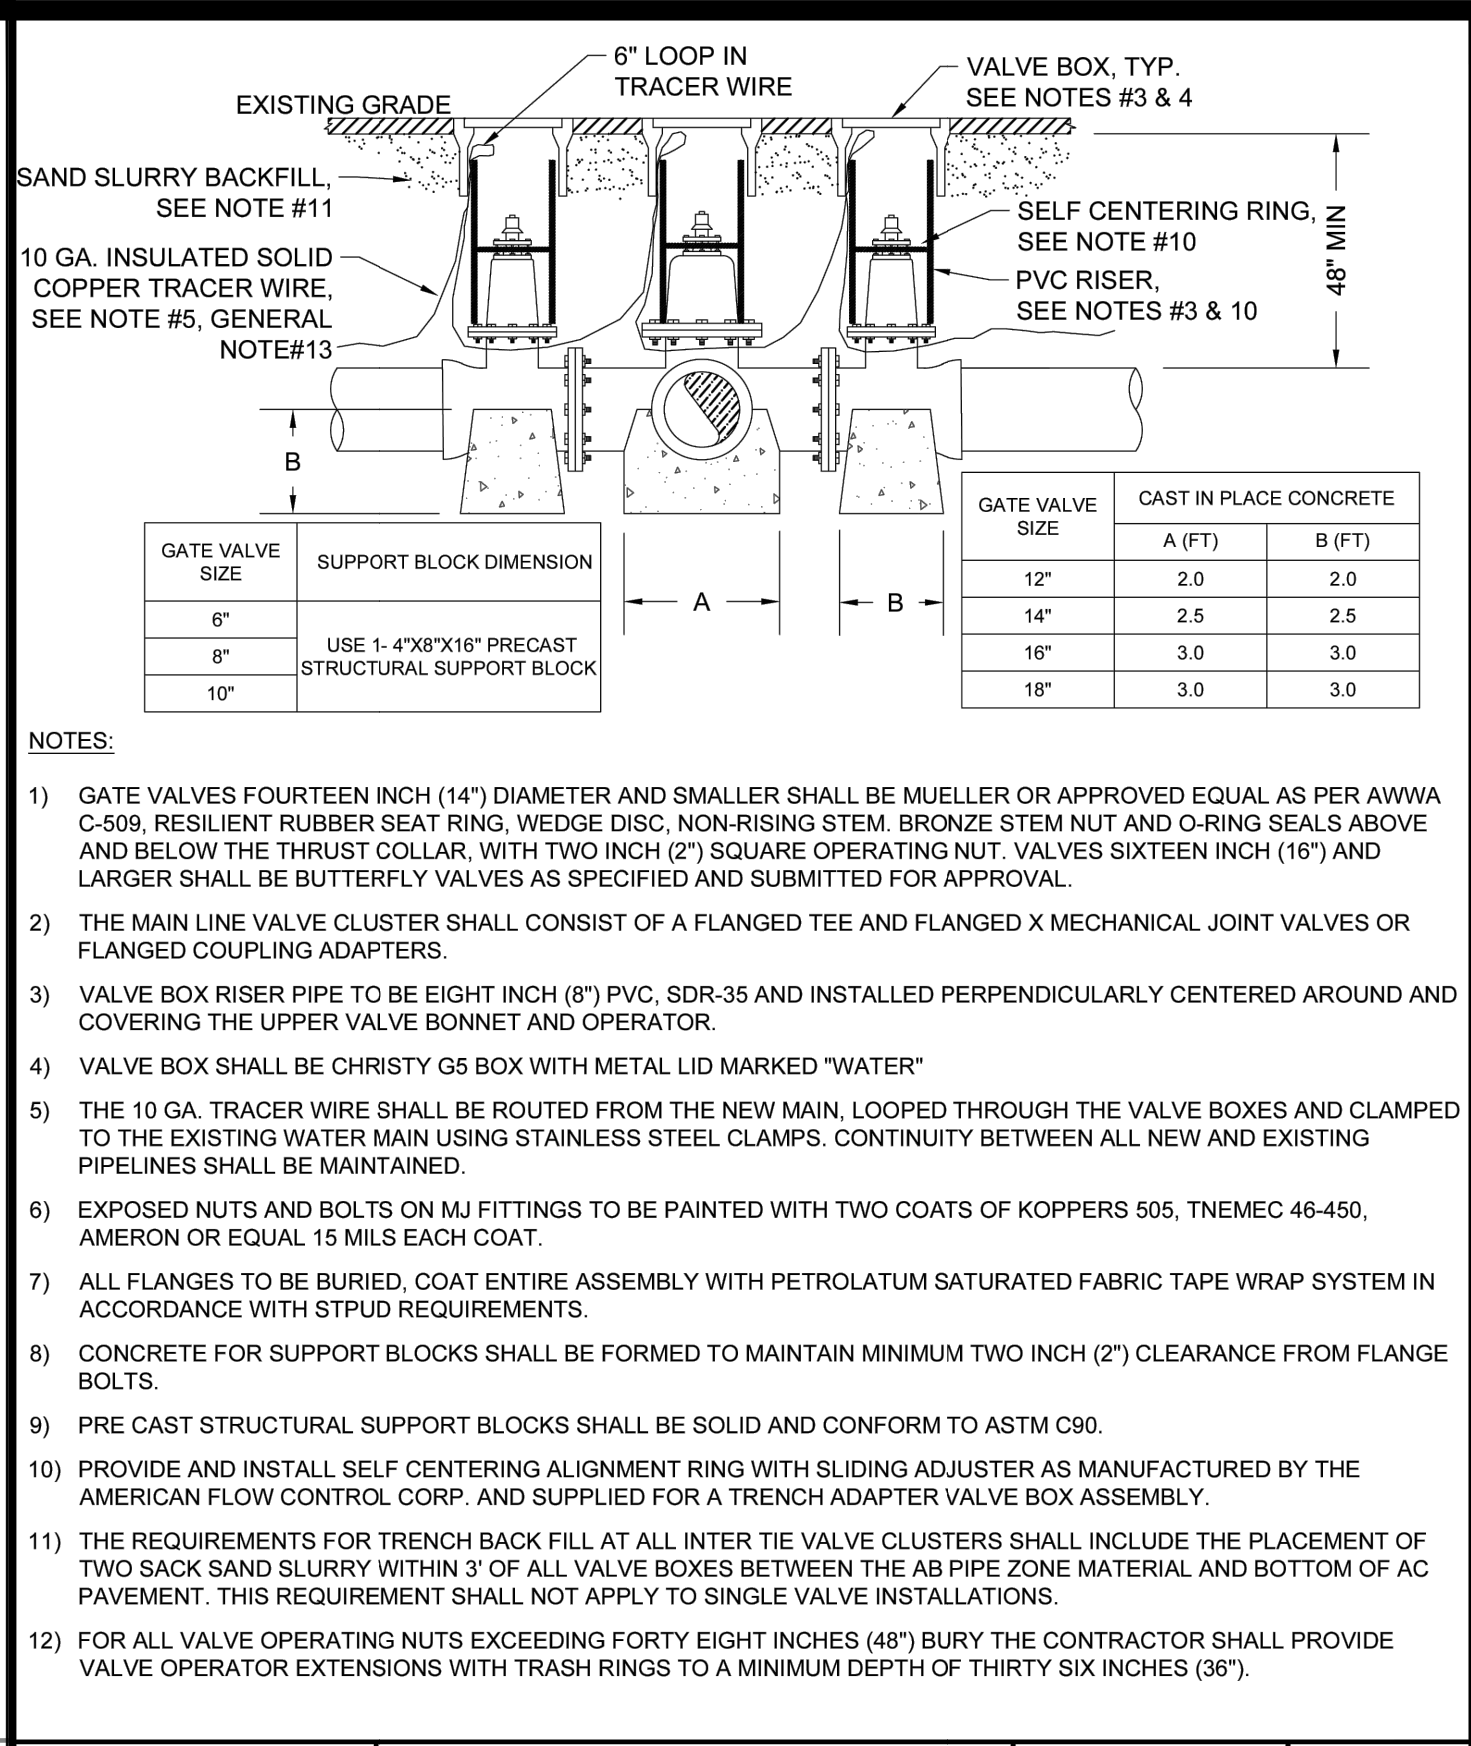 6" LOOP IN
TRACER WIRE
VALVE BOX, TYP.
SEE NOTES #3 & 4
EXISTING GRADE
SAND SLURRY BACKFILL,
SEE NOTE #11
10 GA. INSULATED SOLID
COPPER TRACER WIRE,
SEE NOTE #5, GENERAL
NOTE#13
SELF CENTERING RING,
SEE NOTE #10
PVC RISER,
SEE NOTES #3 & 10
48" MIN
B
A
B
GATE VALVE
SIZE
SUPPORT BLOCK DIMENSION
6"
8"
10"
USE 1- 4"X8"X16" PRECAST
STRUCTURAL SUPPORT BLOCK
GATE VALVE
SIZE
CAST IN PLACE CONCRETE
A (FT) B (FT)
12" 2.0 2.0
14" 2.5 2.5
16" 3.0 3.0
18" 3.0 3.0
NOTES:
1) GATE VALVES FOURTEEN INCH (14") DIAMETER AND SMALLER SHALL BE MUELLER OR APPROVED EQUAL AS PER AWWA
C-509, RESILIENT RUBBER SEAT RING, WEDGE DISC, NON-RISING STEM. BRONZE STEM NUT AND O-RING SEALS ABOVE
AND BELOW THE THRUST COLLAR, WITH TWO INCH (2") SQUARE OPERATING NUT. VALVES SIXTEEN INCH (16") AND
LARGER SHALL BE BUTTERFLY VALVES AS SPECIFIED AND SUBMITTED FOR APPROVAL.
2) THE MAIN LINE VALVE CLUSTER SHALL CONSIST OF A FLANGED TEE AND FLANGED X MECHANICAL JOINT VALVES OR
FLANGED COUPLING ADAPTERS.
3) VALVE BOX RISER PIPE TO BE EIGHT INCH (8") PVC, SDR-35 AND INSTALLED PERPENDICULARLY CENTERED AROUND AND
COVERING THE UPPER VALVE BONNET AND OPERATOR.
4) VALVE BOX SHALL BE CHRISTY G5 BOX WITH METAL LID MARKED "WATER"
5) THE 10 GA. TRACER WIRE SHALL BE ROUTED FROM THE NEW MAIN, LOOPED THROUGH THE VALVE BOXES AND CLAMPED
TO THE EXISTING WATER MAIN USING STAINLESS STEEL CLAMPS. CONTINUITY BETWEEN ALL NEW AND EXISTING
PIPELINES SHALL BE MAINTAINED.
6) EXPOSED NUTS AND BOLTS ON MJ FITTINGS TO BE PAINTED WITH TWO COATS OF KOPPERS 505, TNEMEC 46-450,
AMERON OR EQUAL 15 MILS EACH COAT.
7) ALL FLANGES TO BE BURIED, COAT ENTIRE ASSEMBLY WITH PETROLATUM SATURATED FABRIC TAPE WRAP SYSTEM IN
ACCORDANCE WITH STPUD REQUIREMENTS.
8) CONCRETE FOR SUPPORT BLOCKS SHALL BE FORMED TO MAINTAIN MINIMUM TWO INCH (2") CLEARANCE FROM FLANGE
BOLTS.
9) PRE CAST STRUCTURAL SUPPORT BLOCKS SHALL BE SOLID AND CONFORM TO ASTM C90.
10) PROVIDE AND INSTALL SELF CENTERING ALIGNMENT RING WITH SLIDING ADJUSTER AS MANUFACTURED BY THE
AMERICAN FLOW CONTROL CORP. AND SUPPLIED FOR A TRENCH ADAPTER VALVE BOX ASSEMBLY.
11) THE REQUIREMENTS FOR TRENCH BACK FILL AT ALL INTER TIE VALVE CLUSTERS SHALL INCLUDE THE PLACEMENT OF
TWO SACK SAND SLURRY WITHIN 3' OF ALL VALVE BOXES BETWEEN THE AB PIPE ZONE MATERIAL AND BOTTOM OF AC
PAVEMENT. THIS REQUIREMENT SHALL NOT APPLY TO SINGLE VALVE INSTALLATIONS.
12) FOR ALL VALVE OPERATING NUTS EXCEEDING FORTY EIGHT INCHES (48") BURY THE CONTRACTOR SHALL PROVIDE
VALVE OPERATOR EXTENSIONS WITH TRASH RINGS TO A MINIMUM DEPTH OF THIRTY SIX INCHES (36").